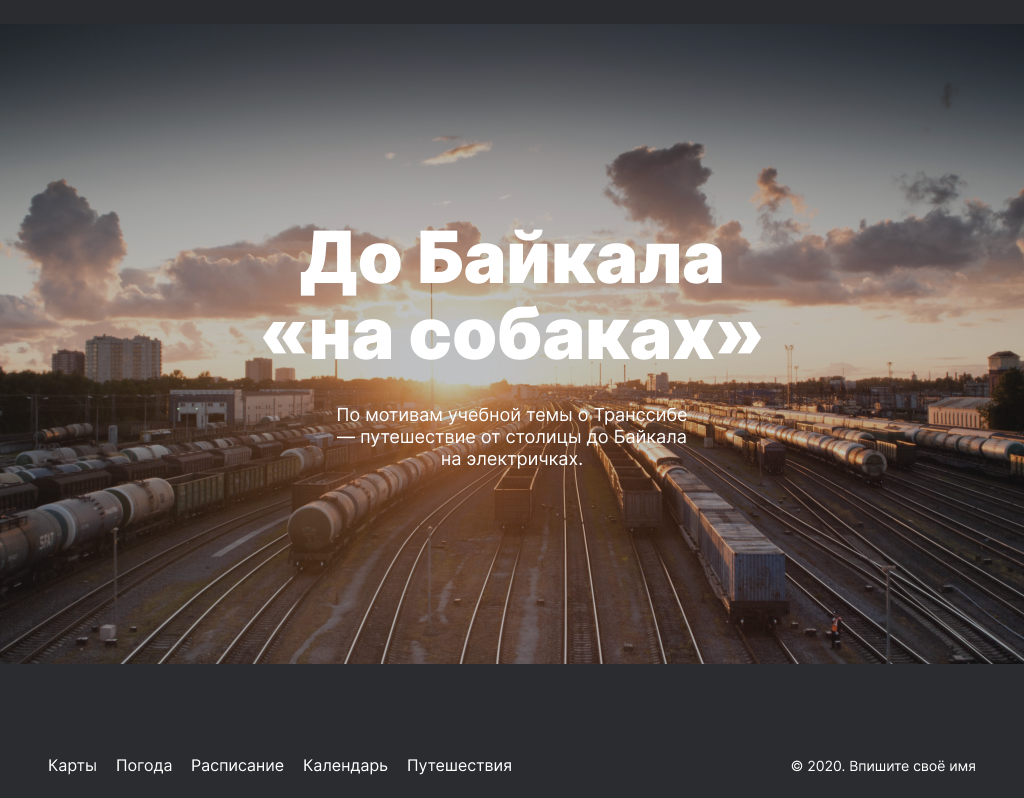 До Байкала
«на собаках»
По мотивам учебной темы о Транссибе
— путешествие от столицы до Байкала
на электричках.
Карты Погода Расписание Календарь Путешествия
© 2020. Впишите своё имя